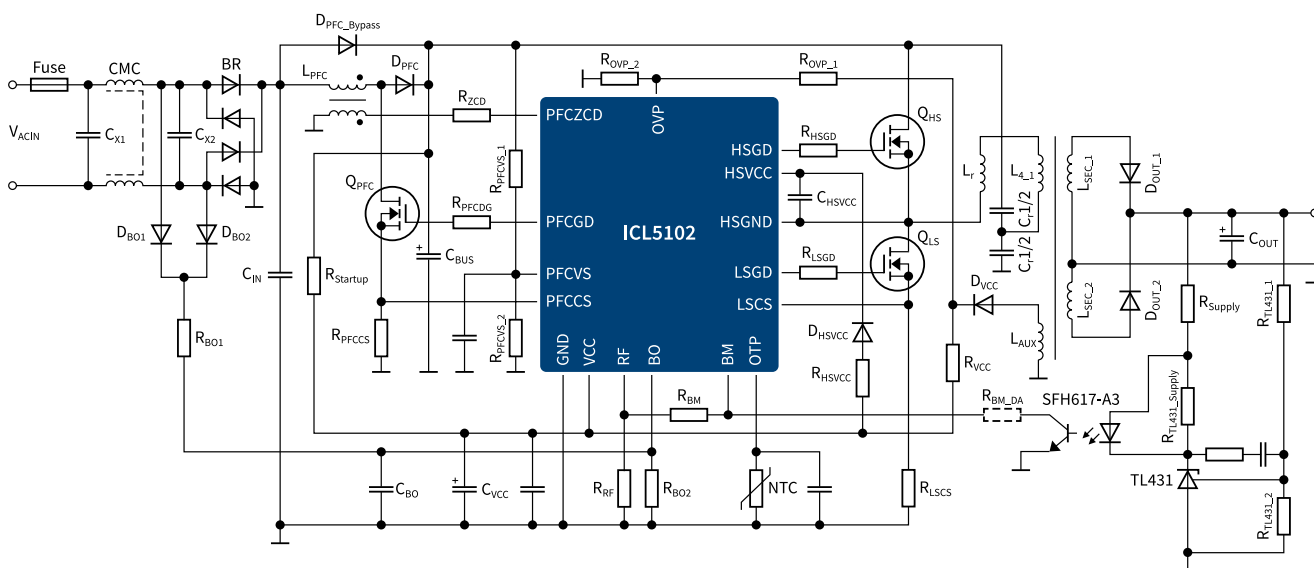 D_PFC_Bypass
Fuse
CMC
BR
L_PFC
D_PFC
R_OVP_2
R_OVP_1
R_ZCD
PFCZCD
OVP
Q_HS
V_ACIN
C_X1
C_X2
R_PFCVS_1
HSGD
R_HSGD
HSVCC
C_HSVCC
L_r
L_4_1
L_SEC_1
D_OUT_1
Q_PFC
R_PFCDG
PFCGD
ICL5102
HSGND
C_r1/2
D_BO1
D_BO2
C_BUS
Q_LS
C_r1/2
C_OUT
C_IN
R_Startup
PFCVS
LSGD
R_LSGD
D_VCC
L_SEC_2
D_OUT_2
R_Supply
R_TL431_1
PFCCS
LSCS
R_BO1
R_PFCCS
R_PFCVS_2
GND
VCC
RF
BO
BM
OTP
D_HSVCC
R_HSVCC
L_AUX
R_VCC
R_BM
R_BM_DA
SFH617-A3
R_TL431_Supply
C_BO
C_VCC
R_RF
R_BO2
NTC
R_LSCS
TL431
R_TL431_2